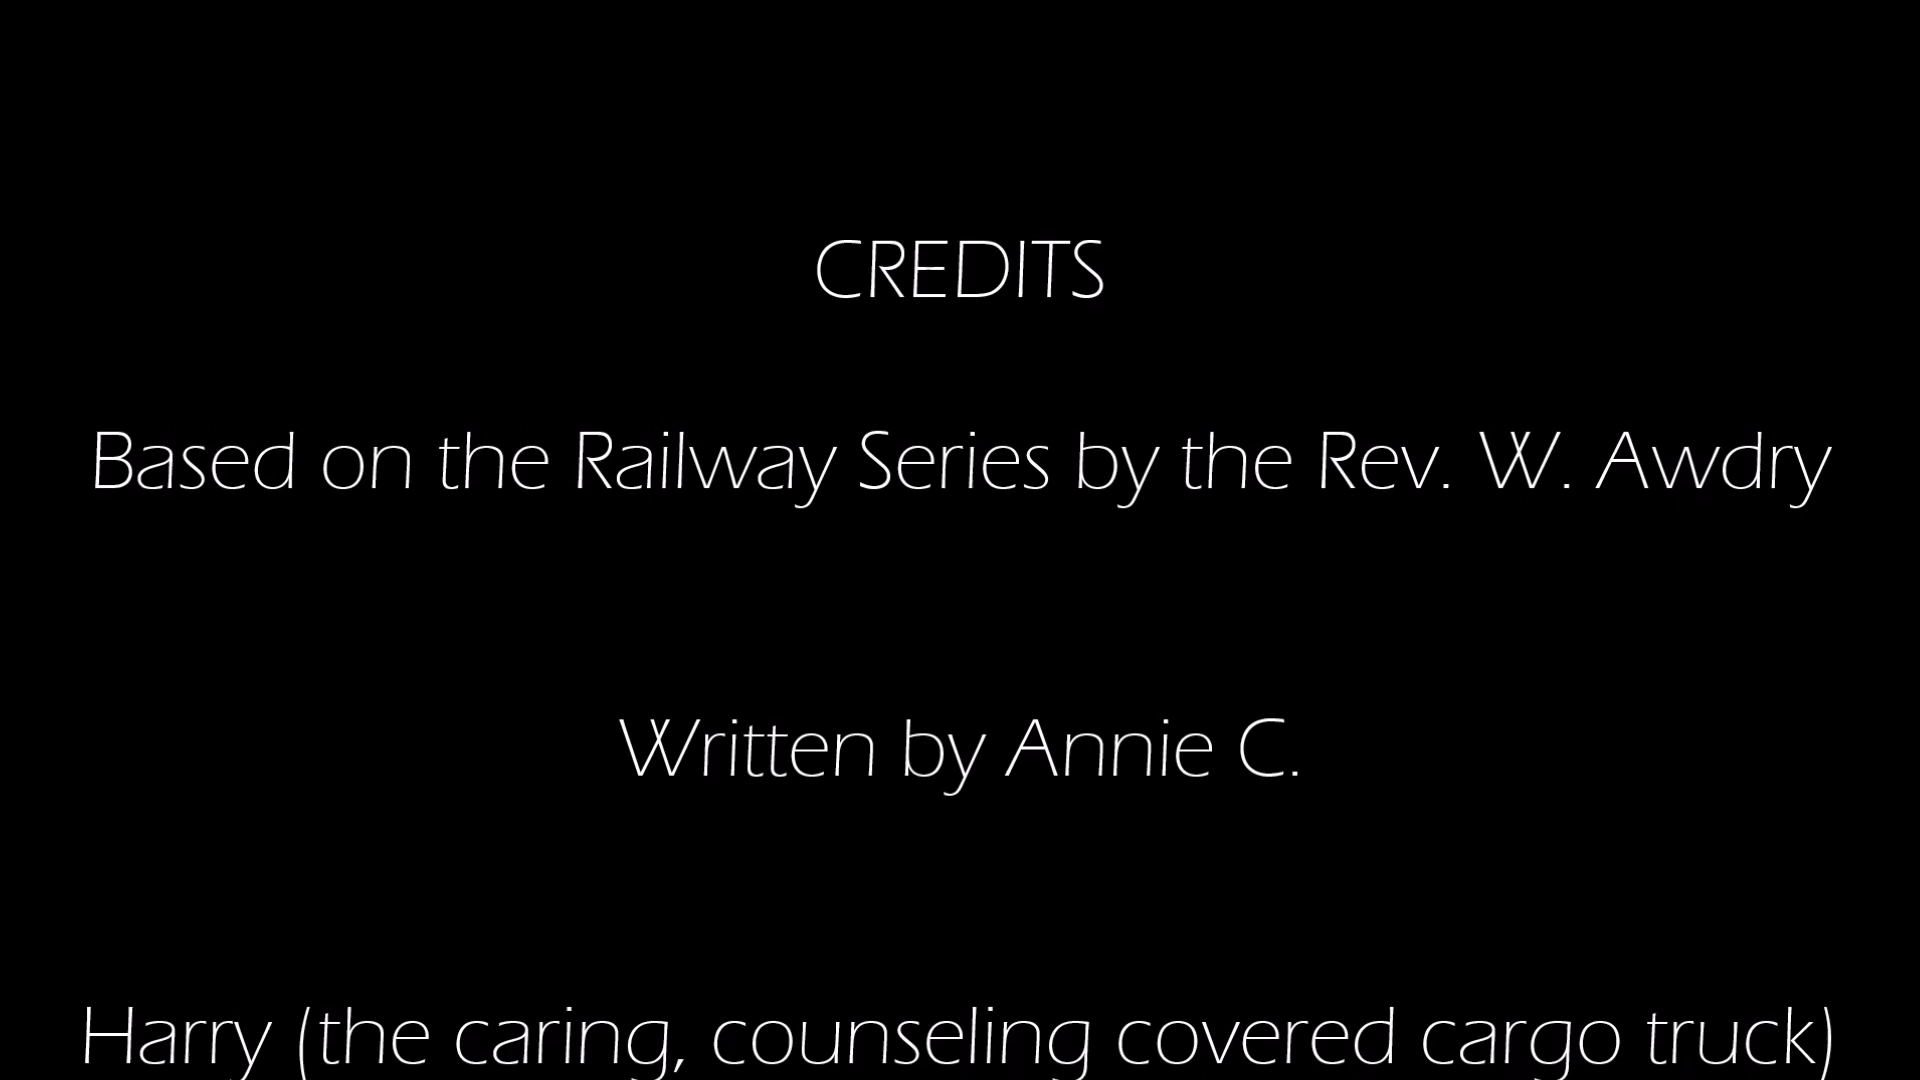 CREDITS
Based on the Railway Series by the Rev. W. Awdry
Written by Annie C.
Harry (the caring, counseling covered cargo truck)